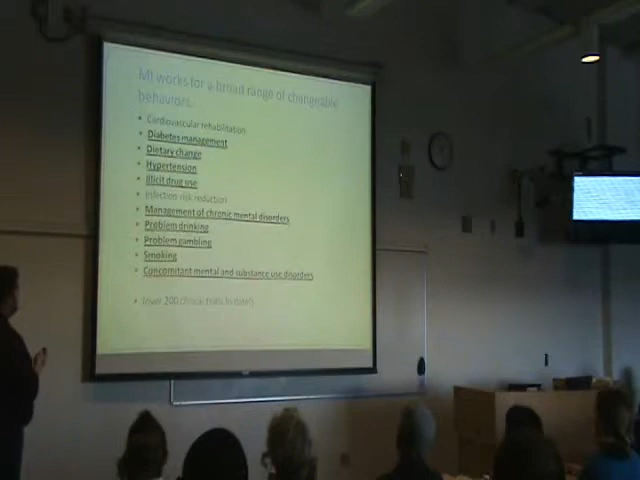 MI works for a broad range of changeable
behaviors.
• Cardiovascular rehabilitation
• Diabetes management
• Dietary change
• Hypertension
• Illicit drug use
• Infection risk reduction
• Management of chronic mental disorders
• Problem drinking
• Problem gambling
• Smoking
• Concomitant mental and substance use disorders
• (over 200 clinical trials to date!)